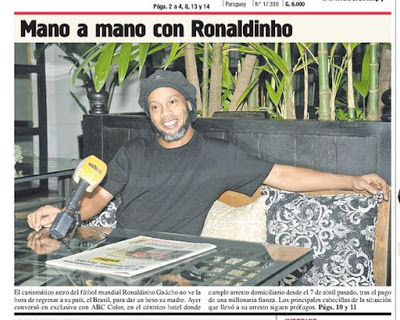 Págs. 2 a 4, 8, 13 y 14
Paraguay
Nº 17.336
G. 6.000
Mano a mano con Ronaldinho
El carismático astro del fútbol mundial Ronaldinho Gaúcho no ve la
hora de regresar a su país, el Brasil, para dar un beso su madre. Ayer
conversó en exclusiva con ABC Color, en el céntrico hotel donde
cumple arresto domiciliario desde el 7 de abril pasado, tras el pago
de una millonaria fianza. Los principales cabecillas de la situación
que llevó a su arresto siguen prófugos. Págs. 10 y 11